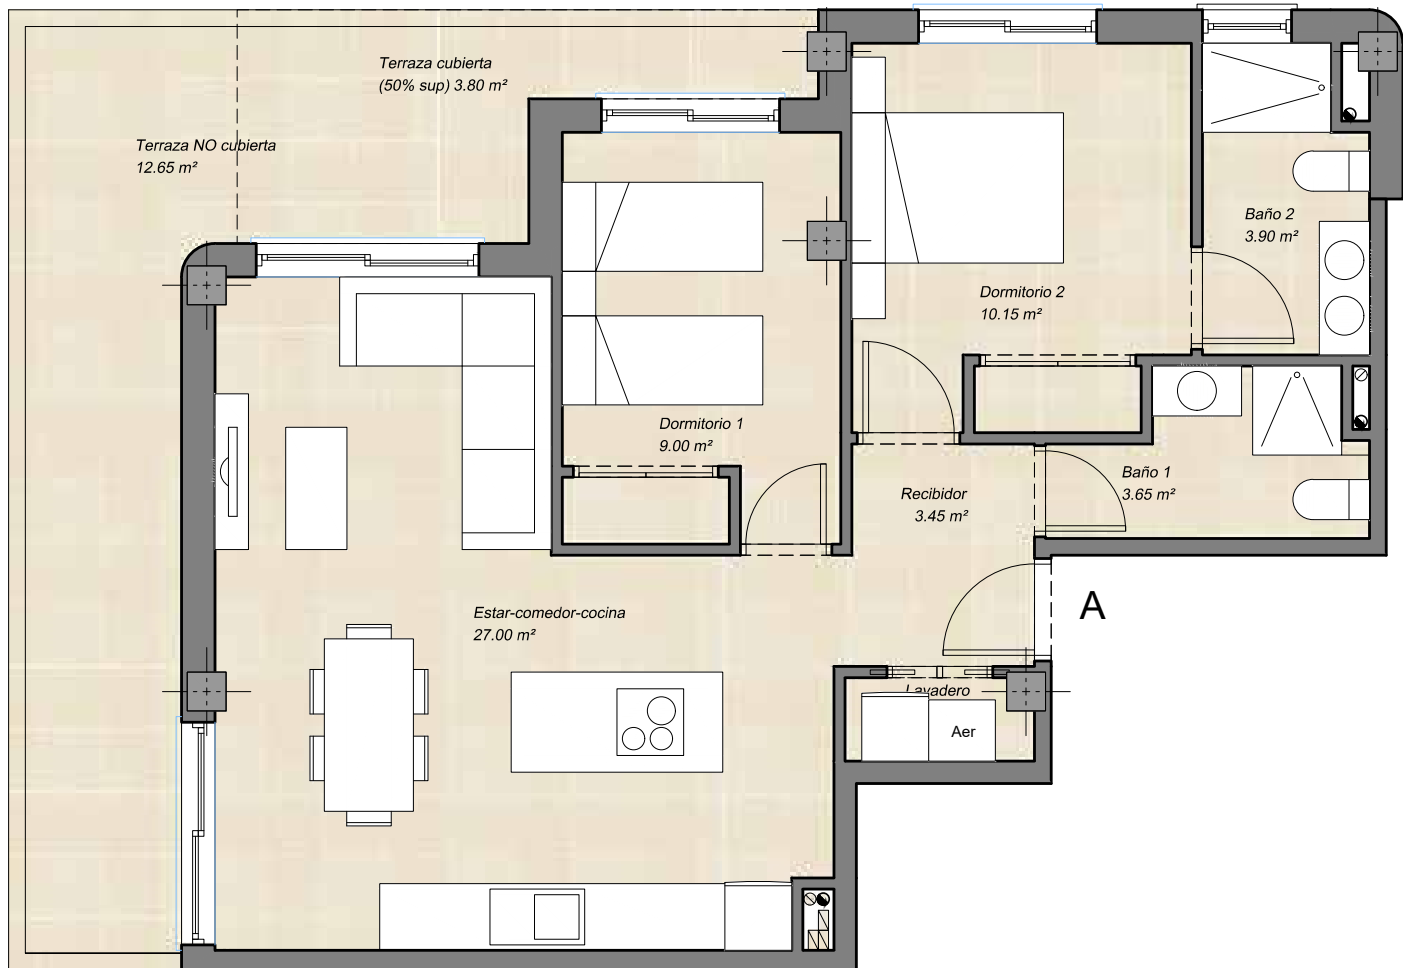 Terraza cubierta
(50% sup) 3.80 m²
Terraza NO cubierta
12.65 m²
Baño 2
3.90 m²
Dormitorio 2
10.15 m²
Dormitorio 1
9.00 m²
Baño 1
3.65 m²
Recibidor
3.45 m²
Estar-comedor-cocina
27.00 m²
A
Lavadero
Aer